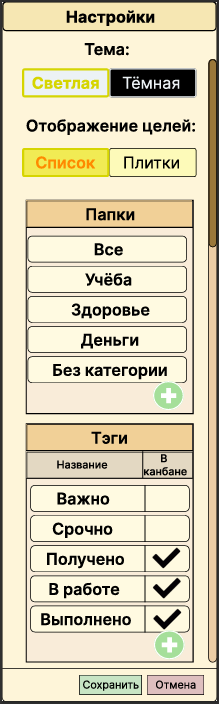 Настройки
Тема:
Светлая Тёмная
Отображение целей:
Список Плитки
Папки
Все
Учёба
Здоровье
Деньги
Без категории
Тэги
Название В
канбане
Важно
Срочно
Получено
В работе
Выполнено
Сохранить Отмена